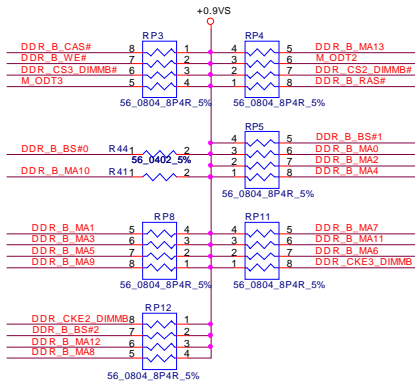 +0.9VS
RP3 RP4
DDR_B_CAS# 8 1 4 5 DDR_B_MA13
DDR_B_WE# 7 2 3 6 M_ODT2
DDR_CS3_DIMMB# 6 3 2 7 DDR_CS2_DIMMB#
M_ODT3 5 4 1 8 DDR_B_RAS#
56_0804_8P4R_5% 56_0804_8P4R_5%
RP5
4 5 DDR_B_BS#1
DDR_B_BS#0 R441 2 3 6 DDR_B_MA0
56_0402_5% 2 7 DDR_B_MA2
DDR_B_MA10 R411 2 1 8 DDR_B_MA4
56_0804_8P4R_5%
RP8 RP11
DDR_B_MA1 5 4 4 5 DDR_B_MA7
DDR_B_MA3 6 3 3 6 DDR_B_MA11
DDR_B_MA5 7 2 2 7 DDR_B_MA6
DDR_B_MA9 8 1 1 8 DDR_CKE3_DIMMB
56_0804_8P4R_5% 56_0804_8P4R_5%
RP12
DDR_CKE2_DIMMB 8 1
DDR_B_BS#2 7 2
DDR_B_MA12 6 3
DDR_B_MA8 5 4
56_0804_8P4R_5%